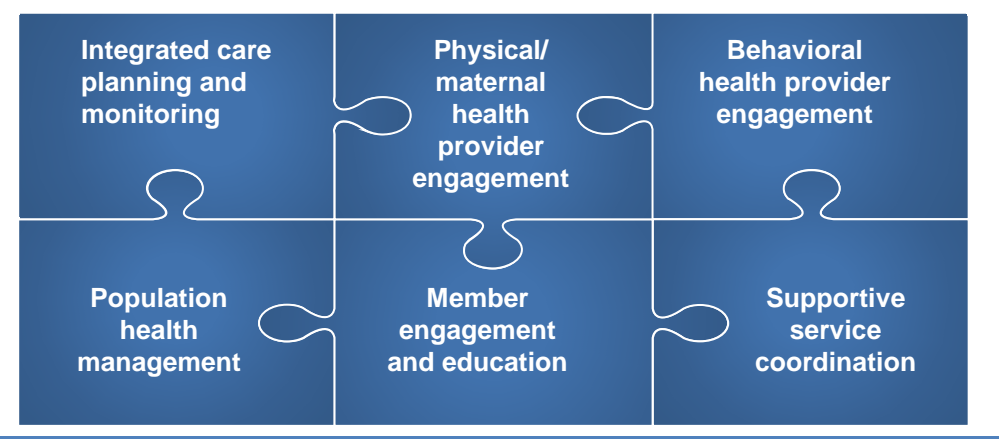 Integrated care
planning and
monitoring
Physical/
maternal
health
provider
engagement
Behavioral
health provider
engagement
Population
health
management
Member
engagement
and education
Supportive
service
coordination